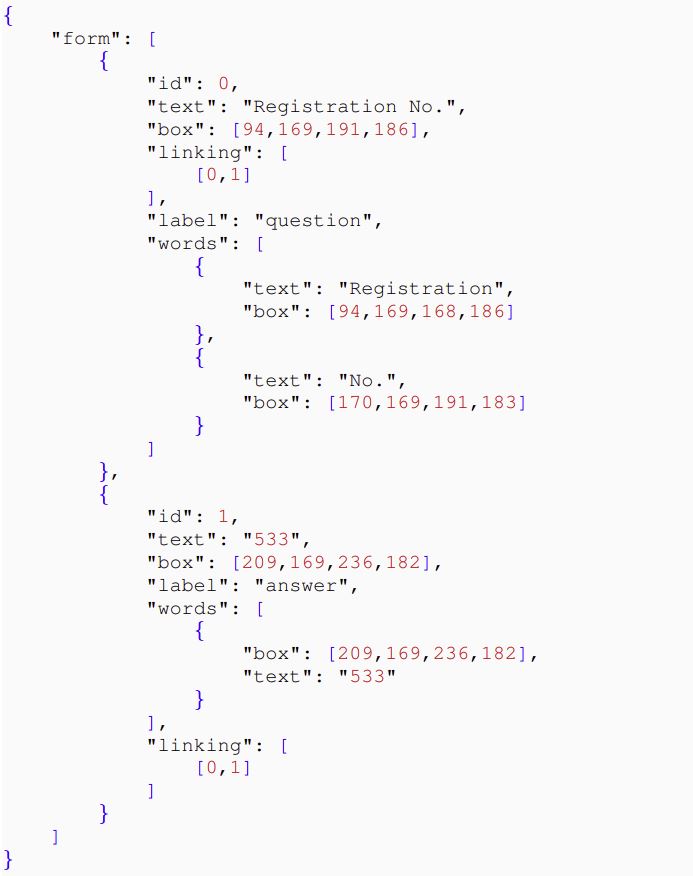 {
    "form": [
        {
            "id": 0,
            "text": "Registration No.",
            "box": [94,169,191,186],
            "linking": [
                [0,1]
            ],
            "label": "question",
            "words": [
                {
                    "text": "Registration",
                    "box": [94,169,168,186]
                },
                {
                    "text": "No.",
                    "box": [170,169,191,183]
                }
            ]
        },
        {
            "id": 1,
            "text": "533",
            "box": [209,169,236,182],
            "label": "answer",
            "words": [
                {
                    "box": [209,169,236,182],
                    "text": "533"
                }
            ],
            "linking": [
                [0,1]
            ]
        }
    ]
}